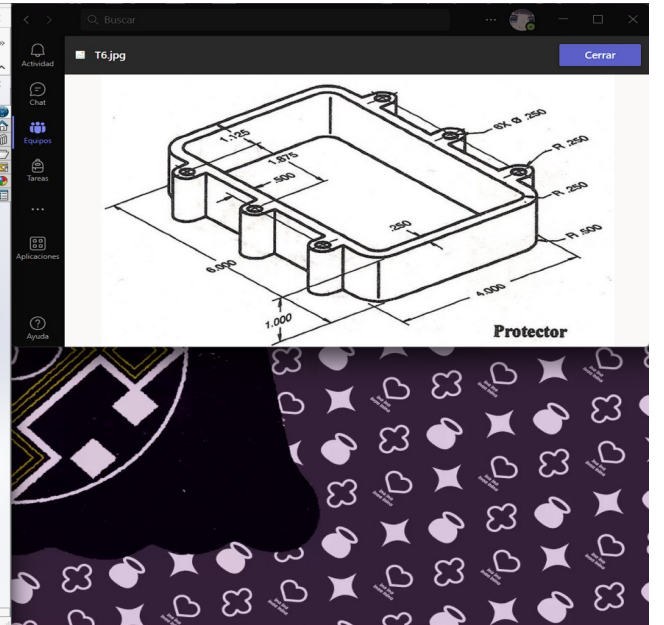 Buscar
T6.jpg
Cerrar
Actividad
Chat
Equipos
Tareas
Aplicaciones
Ayuda
6X Ø .250
R .250
R .250
R .500
1.125
1.875
.500
.250
6.000
4.000
1.000
Protector